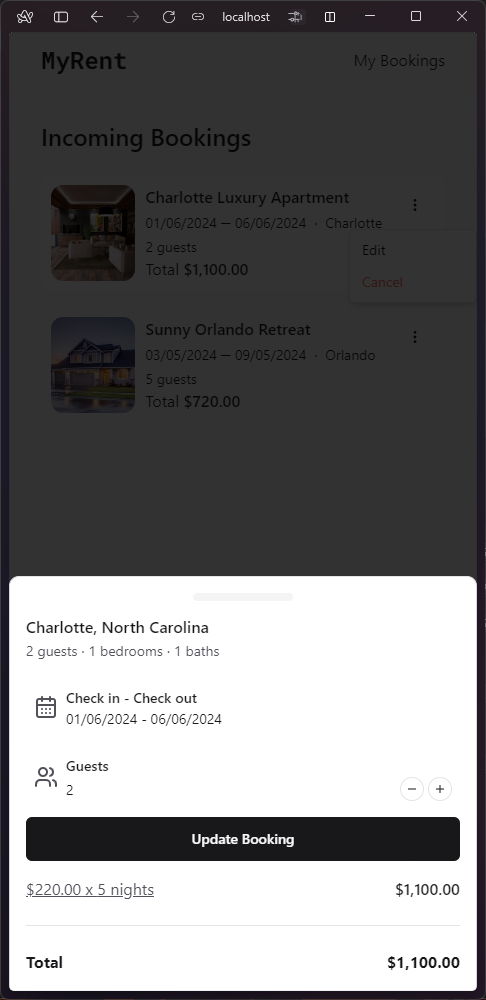 localhost
MyRent
My Bookings
Incoming Bookings
Charlotte Luxury Apartment
01/06/2024 — 06/06/2024 · Charlotte
2 guests
Total $1,100.00
Edit
Cancel
Sunny Orlando Retreat
03/05/2024 — 09/05/2024 · Orlando
5 guests
Total $720.00
Charlotte, North Carolina
2 guests · 1 bedrooms · 1 baths
Check in - Check out
01/06/2024 - 06/06/2024
Guests
2
Update Booking
$220.00 x 5 nights
$1,100.00
Total
$1,100.00